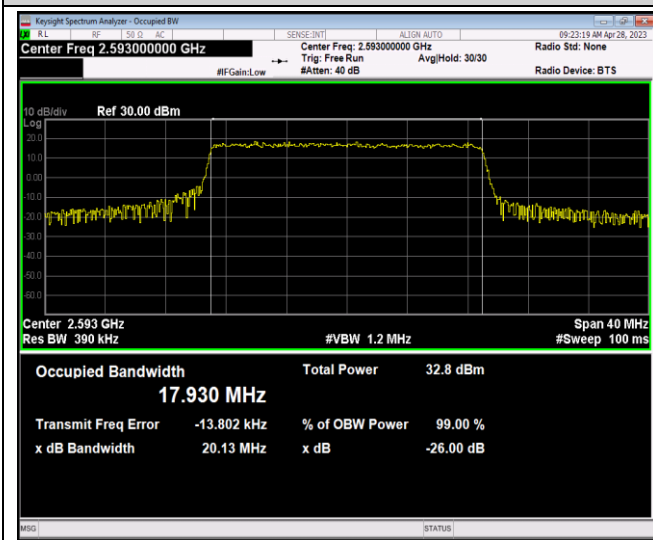 Keysight Spectrum Analyzer - Occupied BW
RL RF 50 Ω AC SENSE:INT ALIGN AUTO 09:23:19 AM Apr 28, 2023
Center Freq 2.593000000 GHz Center Freq: 2.593000000 GHz Radio Std: None
Trig: Free Run Avg|Hold: 30/30
#IFGain:Low #Atten: 40 dB Radio Device: BTS
10 dB/div Ref 30.00 dBm
Log
20.0
10.0
0.00
-10.0
-20.0
-30.0
-40.0
-50.0
-60.0
Center 2.593 GHz Span 40 MHz
Res BW 390 kHz #VBW 1.2 MHz #Sweep 100 ms
Occupied Bandwidth Total Power 32.8 dBm
17.930 MHz
Transmit Freq Error -13.802 kHz % of OBW Power 99.00 %
x dB Bandwidth 20.13 MHz x dB -26.00 dB
MSG STATUS